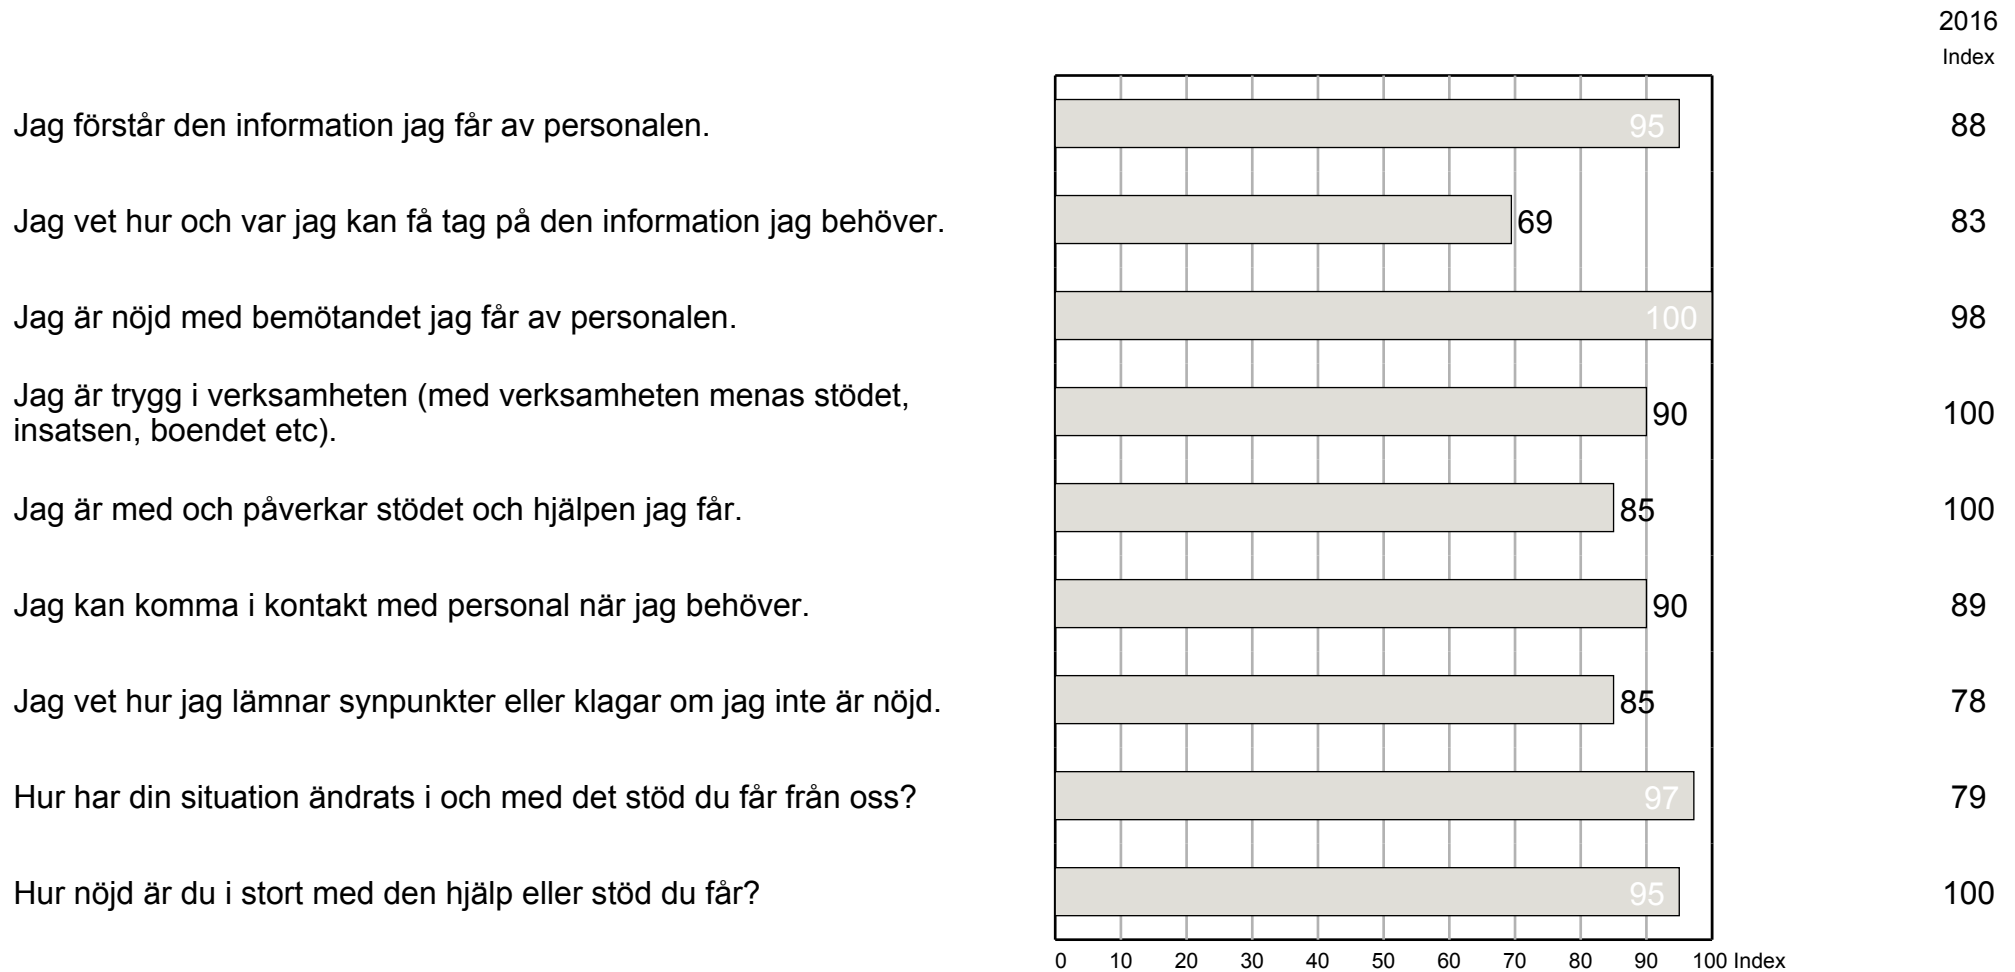 2016
Index
Jag förstår den information jag får av personalen. 95 88
Jag vet hur och var jag kan få tag på den information jag behöver. 69 83
Jag är nöjd med bemötandet jag får av personalen. 100 98
Jag är trygg i verksamheten (med verksamheten menas stödet,
insatsen, boendet etc). 90 100
Jag är med och påverkar stödet och hjälpen jag får. 85 100
Jag kan komma i kontakt med personal när jag behöver. 90 89
Jag vet hur jag lämnar synpunkter eller klagar om jag inte är nöjd. 85 78
Hur har din situation ändrats i och med det stöd du får från oss? 97 79
Hur nöjd är du i stort med den hjälp eller stöd du får? 95 100
0 10 20 30 40 50 60 70 80 90 100 Index